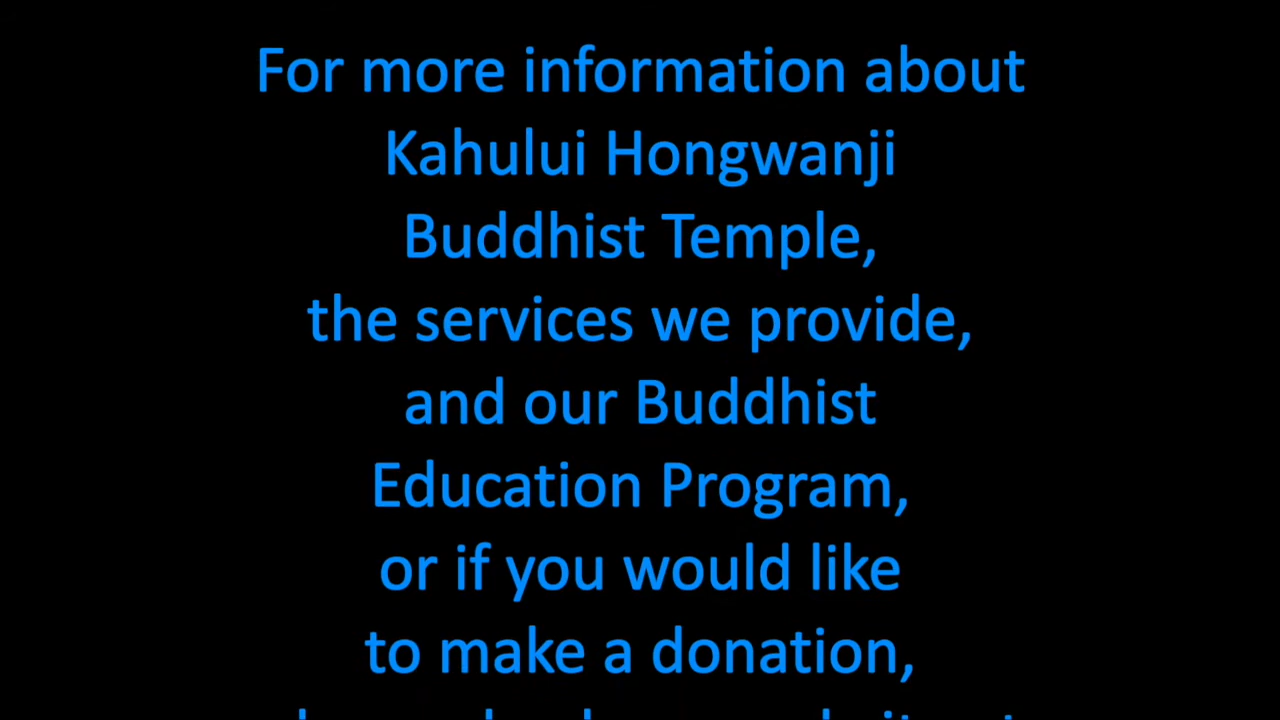 For more information about
Kahului Hongwanji
Buddhist Temple,
the services we provide,
and our Buddhist
Education Program,
or if you would like
to make a donation,